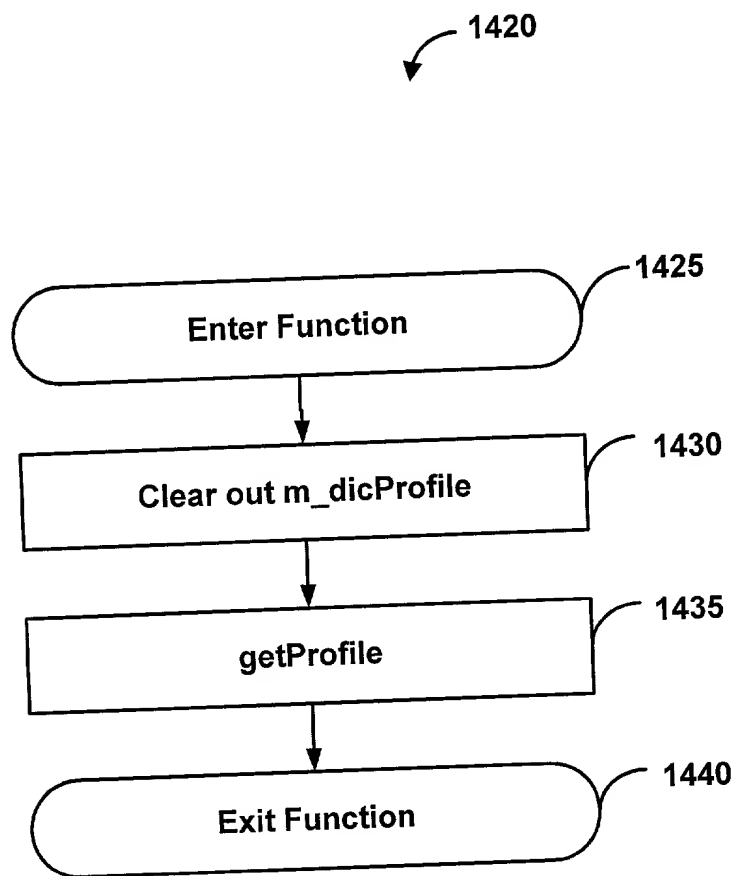 1420
1425
Enter Function
1430
Clear out m_dicProfile
1435
getProfile
1440
Exit Function